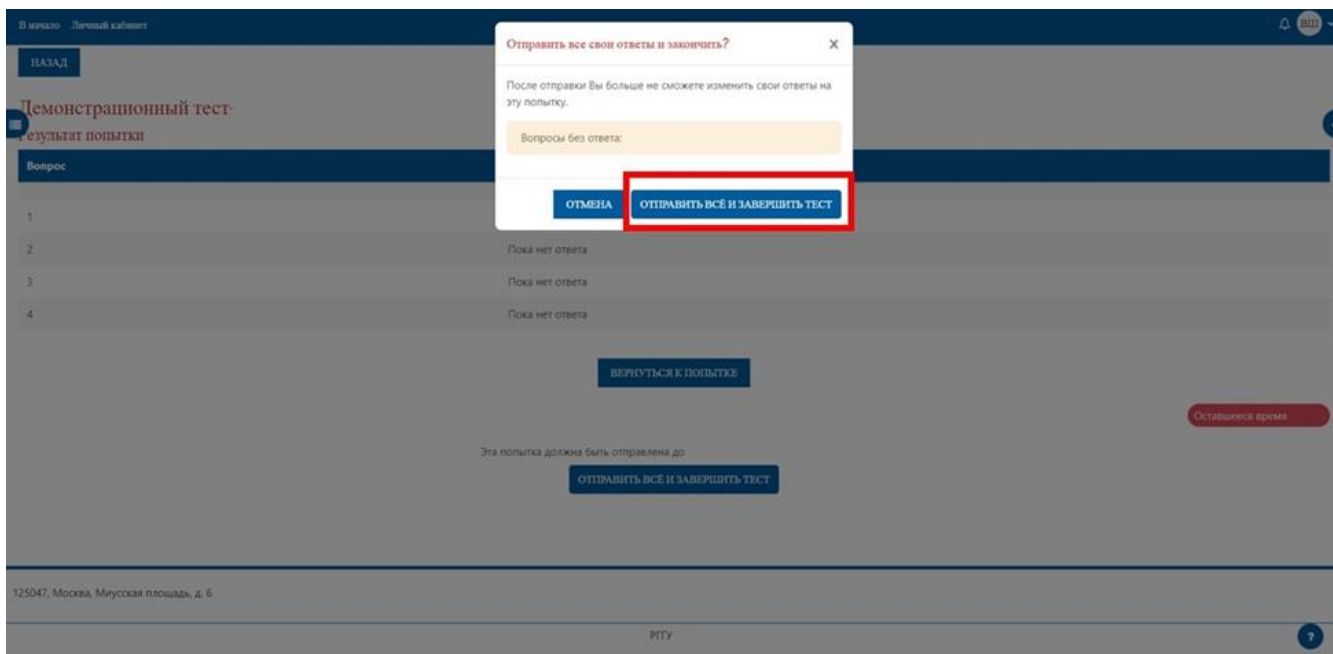 В начало Личный кабинет
ВШ
НАЗАД
Демонстрационный тест
Результат попытки
Вопрос
Отправить все свои ответы и закончить?
×
После отправки Вы больше не сможете изменить свои ответы на
эту попытку.
Вопросы без ответа:
ОТМЕНА
ОТПРАВИТЬ ВСЁ И ЗАВЕРШИТЬ ТЕСТ
1
2 Пока нет ответа
3 Пока нет ответа
4 Пока нет ответа
ВЕРНУТЬСЯ К ПОПЫТКЕ
Оставшееся время
Эта попытка должна быть отправлена до
ОТПРАВИТЬ ВСЁ И ЗАВЕРШИТЬ ТЕСТ
125047, Москва, Миусская площадь, д. 6
РГГУ
?